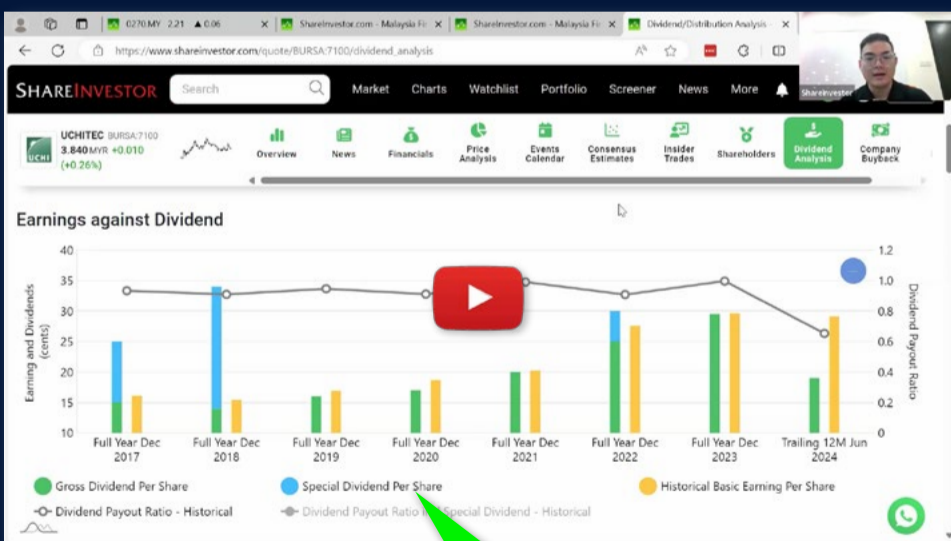 0270.MY 2.21 ▲ 0.06
ShareInvestor.com - Malaysia Fir
ShareInvestor.com - Malaysia Fir
Dividend/Distribution Analysis -
https://www.shareinvestor.com/quote/BURSA:7100/dividend_analysis
SHAREINVESTOR
Search
Market Charts Watchlist Portfolio Screener News More
ShareInvestor
UCHI
UCHITEC BURSA:7100
3.840 MYR +0.010
(+0.26%)
Overview
News
Financials
Price
Analysis
Events
Calendar
Consensus
Estimates
Insider
Trades
Shareholders
Dividend
Analysis
Company
Buyback
Earnings against Dividend
Earning and Dividends
(cents)
40
35
30
25
20
15
10
1.2
1.0
0.8
0.6
0.4
0.2
0
Dividend Payout Ratio
Full Year Dec
2017
Full Year Dec
2018
Full Year Dec
2019
Full Year Dec
2020
Full Year Dec
2021
Full Year Dec
2022
Full Year Dec
2023
Trailing 12M Jun
2024
Gross Dividend Per Share
Special Dividend Per Share
Historical Basic Earning Per Share
Dividend Payout Ratio - Historical
Dividend Payout Ratio Special Dividend - Historical